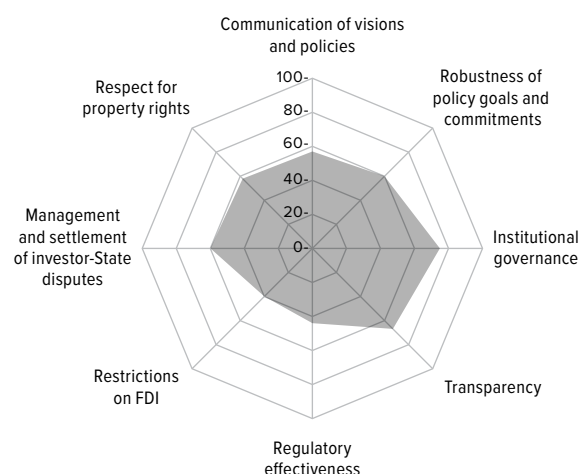 Communication of visions
and policies
Robustness of
policy goals and
commitments
Institutional
governance
Transparency
Regulatory
effectiveness
Restrictions
on FDI
Management
and settlement
of investor-State
disputes
Respect for
property rights
100-
80-
60-
40-
20-
0-